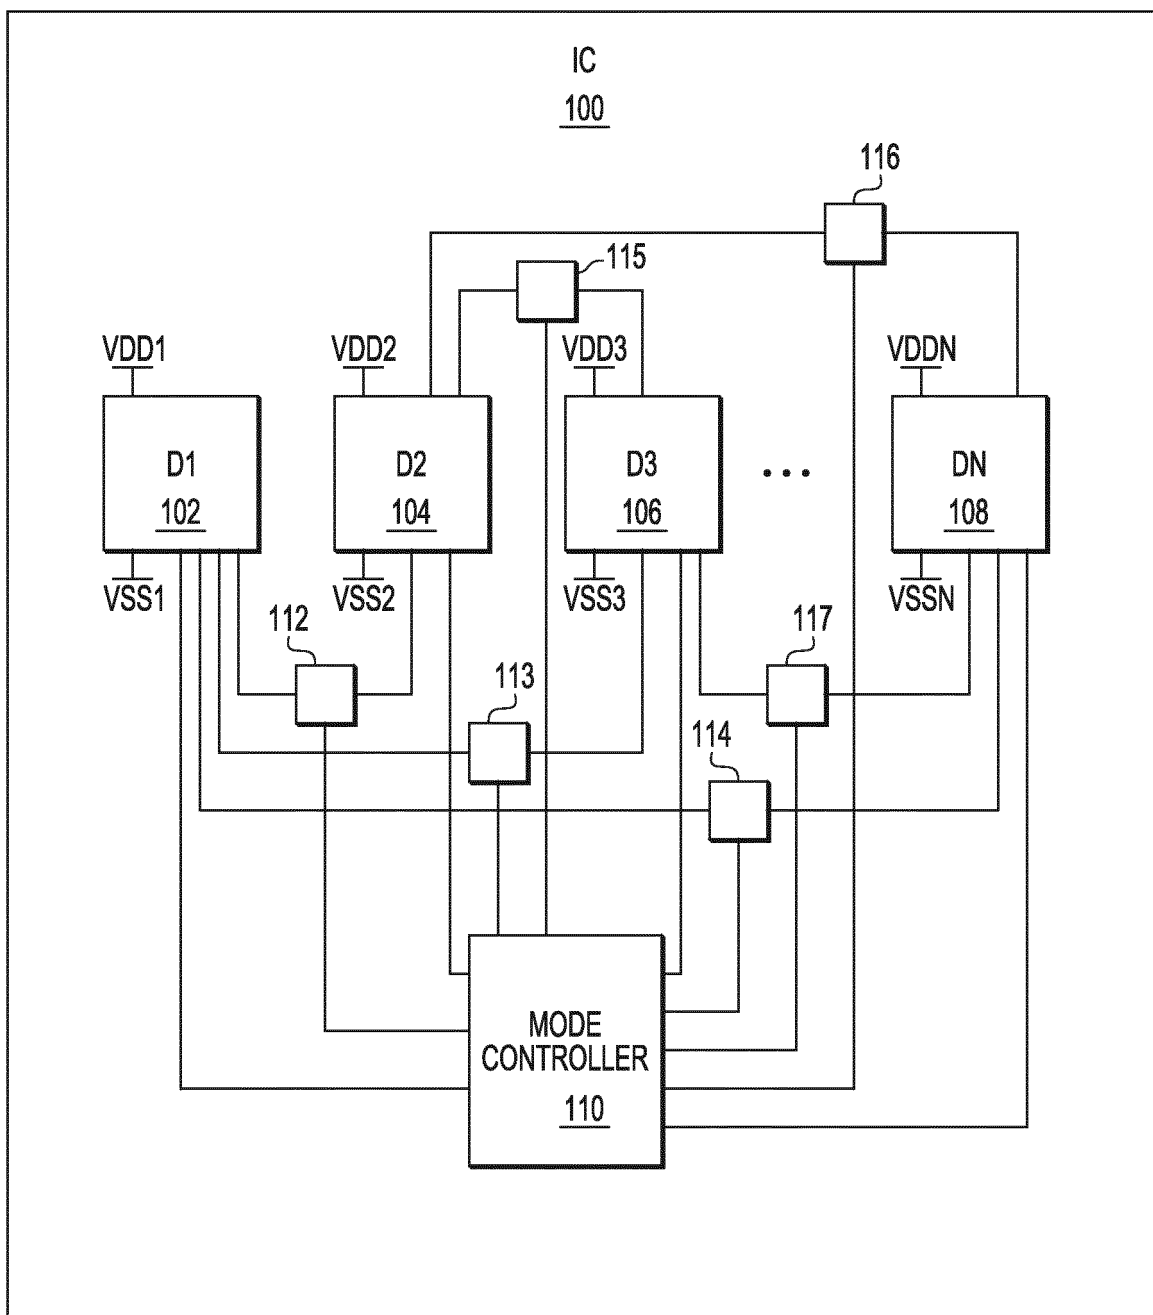 IC
100
116
115
VDD1
VDD2
VDD3
VDDN
D1
D2
D3
...
DN
102
104
106
108
VSS1
VSS2
VSS3
VSSN
112
117
113
114
MODE
CONTROLLER
110